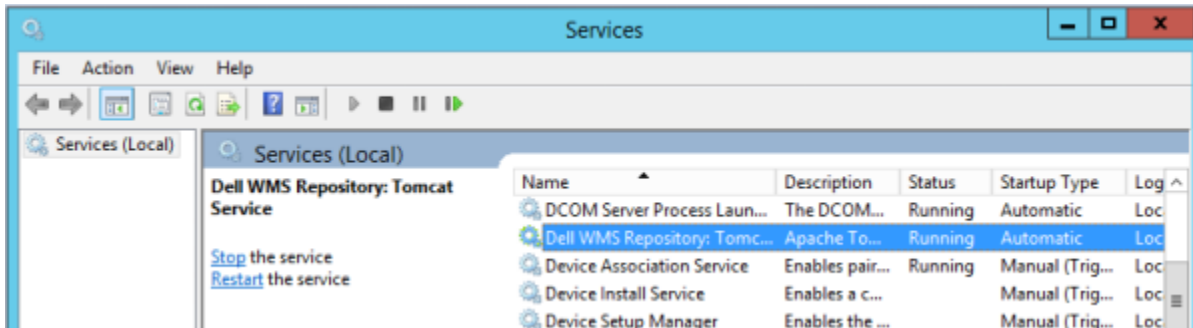 Services
File Action View Help
Services (Local)
Services (Local)
Dell WMS Repository: Tomcat
Service
Stop the service
Restart the service
Name Description Status Startup Type Log
DCOM Server Process Laun... The DCOM... Running Automatic Loc
Dell WMS Repository: Tomc... Apache To... Running Automatic Loc
Device Association Service Enables pair... Running Manual (Trig... Loc
Device Install Service Enables a c... Manual (Trig... Loc
Device Setup Manager Enables the ... Manual (Trig... Loc